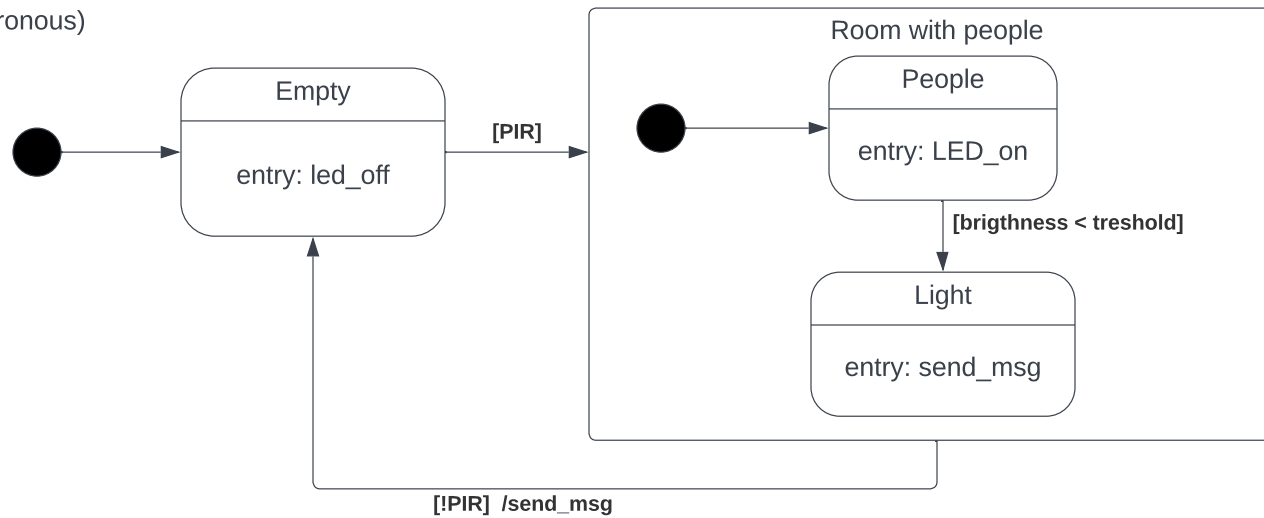 ronous)
Room with people
Empty
entry: led_off
[PIR]
People
entry: LED_on
[brigthness < treshold]
Light
entry: send_msg
[!PIR] /send_msg